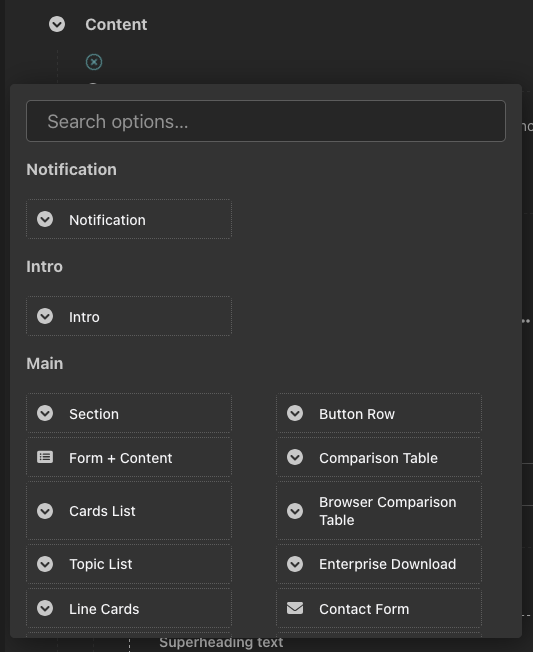 Content
Search options...
Notification
Notification
Intro
Intro
Main
Section
Button Row
Form + Content
Comparison Table
Cards List
Browser Comparison
Table
Topic List
Enterprise Download
Line Cards
Contact Form
Superheading text